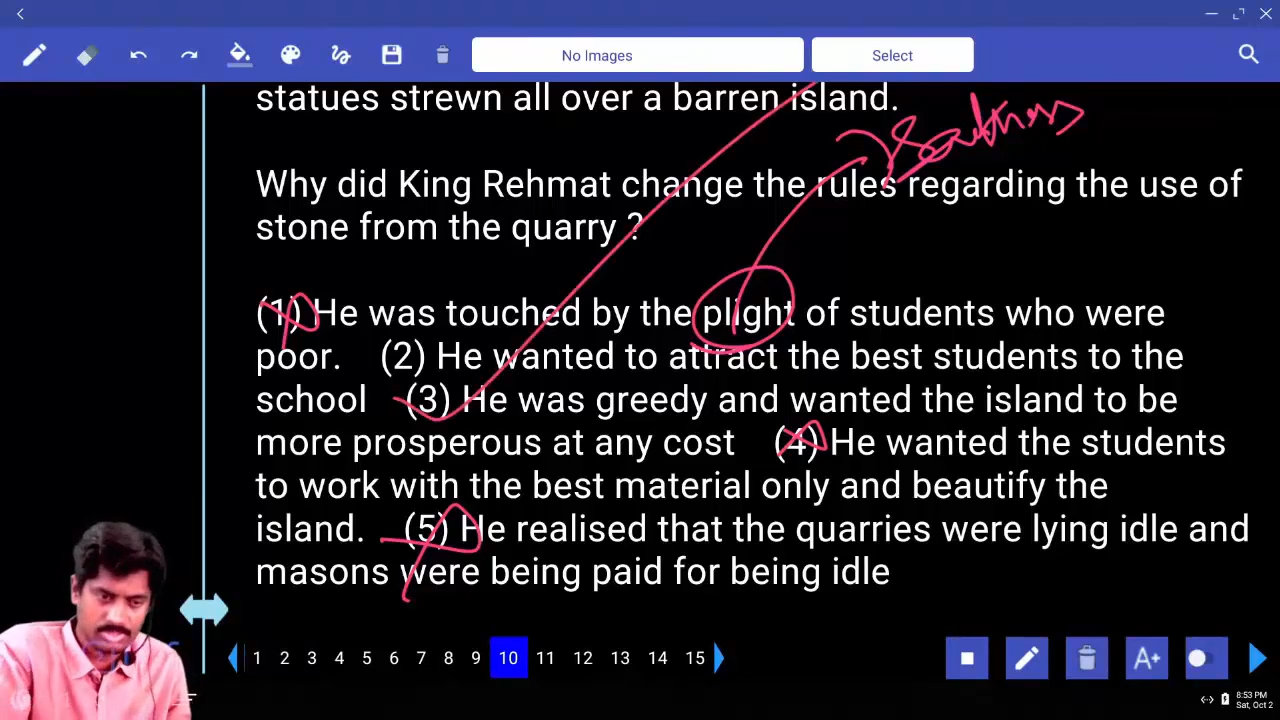 No Images
Select
statues strewn all over a barren island.
Sadness
Why did King Rehmat change the rules regarding the use of
stone from the quarry ?
(1) He was touched by the plight of students who were
poor. (2) He wanted to attract the best students to the
school (3) He was greedy and wanted the island to be
more prosperous at any cost (4) He wanted the students
to work with the best material only and beautify the
island. (5) He realised that the quarries were lying idle and
masons were being paid for being idle
1 2 3 4 5 6 7 8 9 10 11 12 13 14 15
A+
8:53 PM
Sat, Oct 2